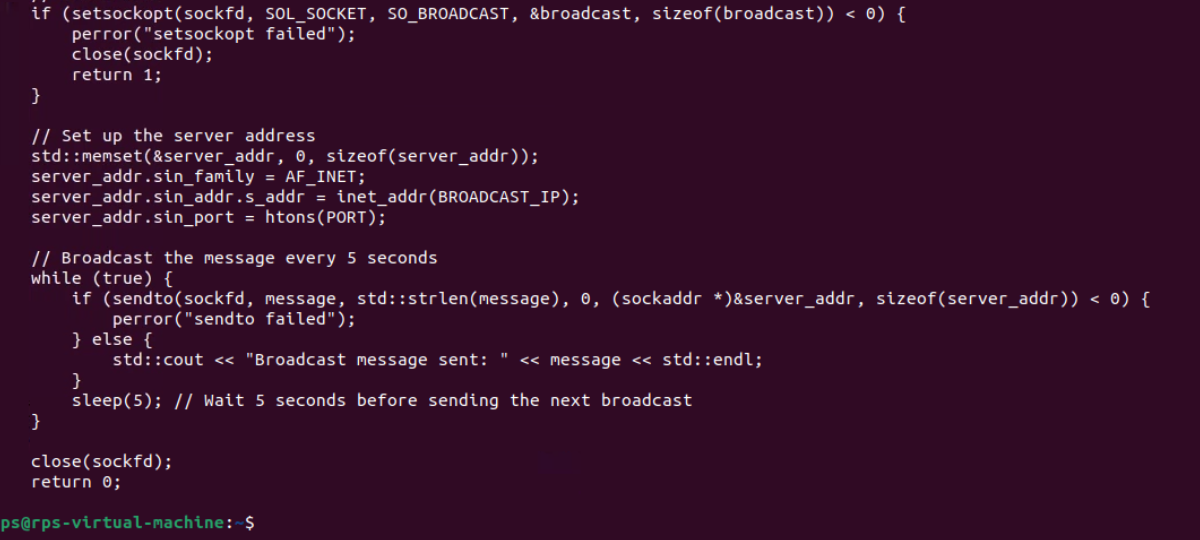 if (setsockopt(sockfd, SOL_SOCKET, SO_BROADCAST, &broadcast, sizeof(broadcast)) < 0) {
    perror("setsockopt failed");
    close(sockfd);
    return 1;
}

// Set up the server address
std::memset(&server_addr, 0, sizeof(server_addr));
server_addr.sin_family = AF_INET;
server_addr.sin_addr.s_addr = inet_addr(BROADCAST_IP);
server_addr.sin_port = htons(PORT);

// Broadcast the message every 5 seconds
while (true) {
    if (sendto(sockfd, message, std::strlen(message), 0, (sockaddr *)&server_addr, sizeof(server_addr)) < 0) {
        perror("sendto failed");
    } else {
        std::cout << "Broadcast message sent: " << message << std::endl;
    }
    sleep(5); // Wait 5 seconds before sending the next broadcast
}

close(sockfd);
return 0;

ps@rps-virtual-machine:~$